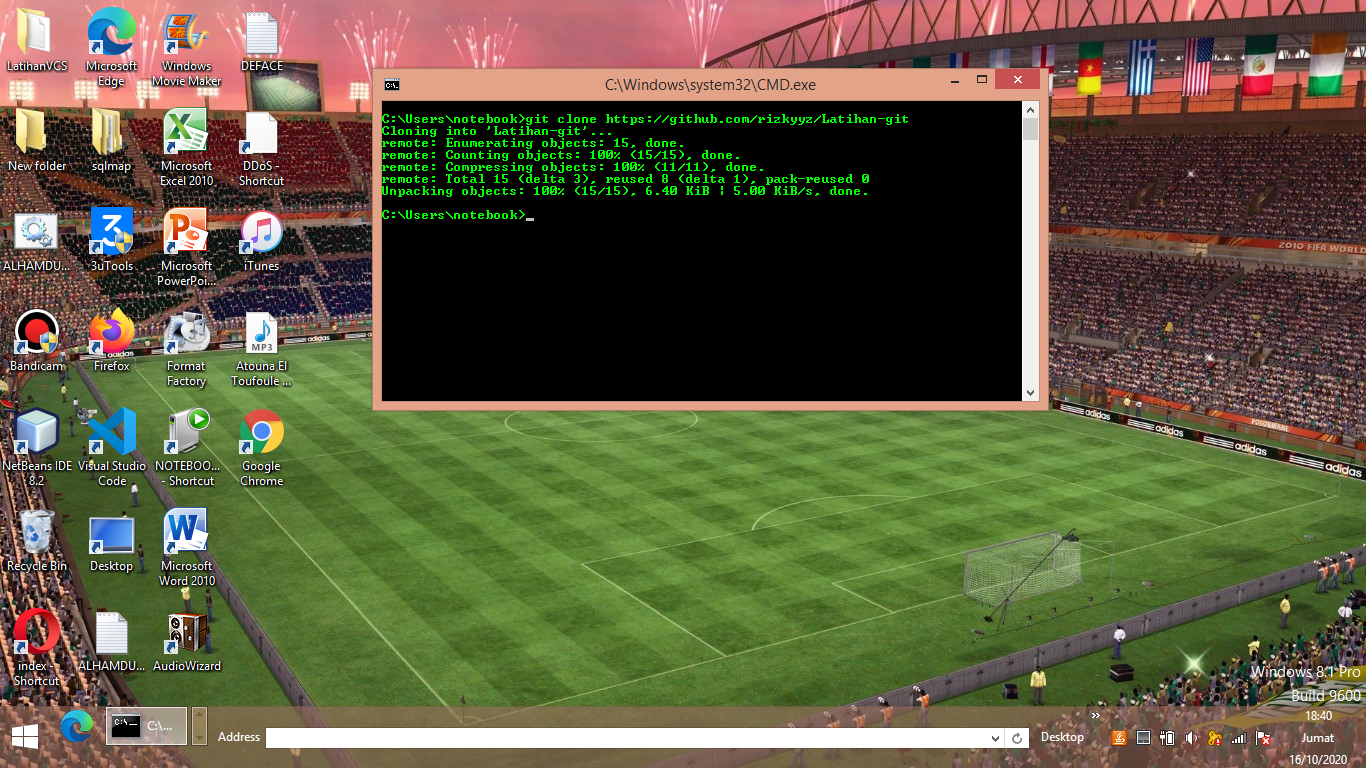 LatihanVCS
Microsoft
Edge
Windows
Movie Maker
DEFACE
New folder
sqlmap
Microsoft
Excel 2010
DDoS -
Shortcut
ALHAMDU...
3uTools
Microsoft
PowerPoi...
iTunes
Bandicam
Firefox
Format
Factory
MP3
Atouna El
Toufoule ...
NetBeans IDE
8.2
Visual Studio
Code
NOTEBOO...
- Shortcut
Google
Chrome
Recycle Bin
Desktop
Microsoft
Word 2010
index -
Shortcut
ALHAMDU...
AudioWizard
C:\Windows\system32\CMD.exe
C:\Users\notebook>git clone https://github.com/rizkyyz/Latihan-git
Cloning into 'Latihan-git'...
remote: Enumerating objects: 15, done.
remote: Counting objects: 100% (15/15), done.
remote: Compressing objects: 100% (11/11), done.
remote: Total 15 (delta 3), reused 8 (delta 1), pack-reused 0
Unpacking objects: 100% (15/15), 6.40 KiB | 5.00 KiB/s, done.
C:\Users\notebook>
2010 FIFA WORLD
POLOKWANE
adidas
adidas
adidas
adidas
adidas
adidas
Windows 8.1 Pro
Build 9600
C:\...
Address
Desktop
18:40
Jumat
16/10/2020